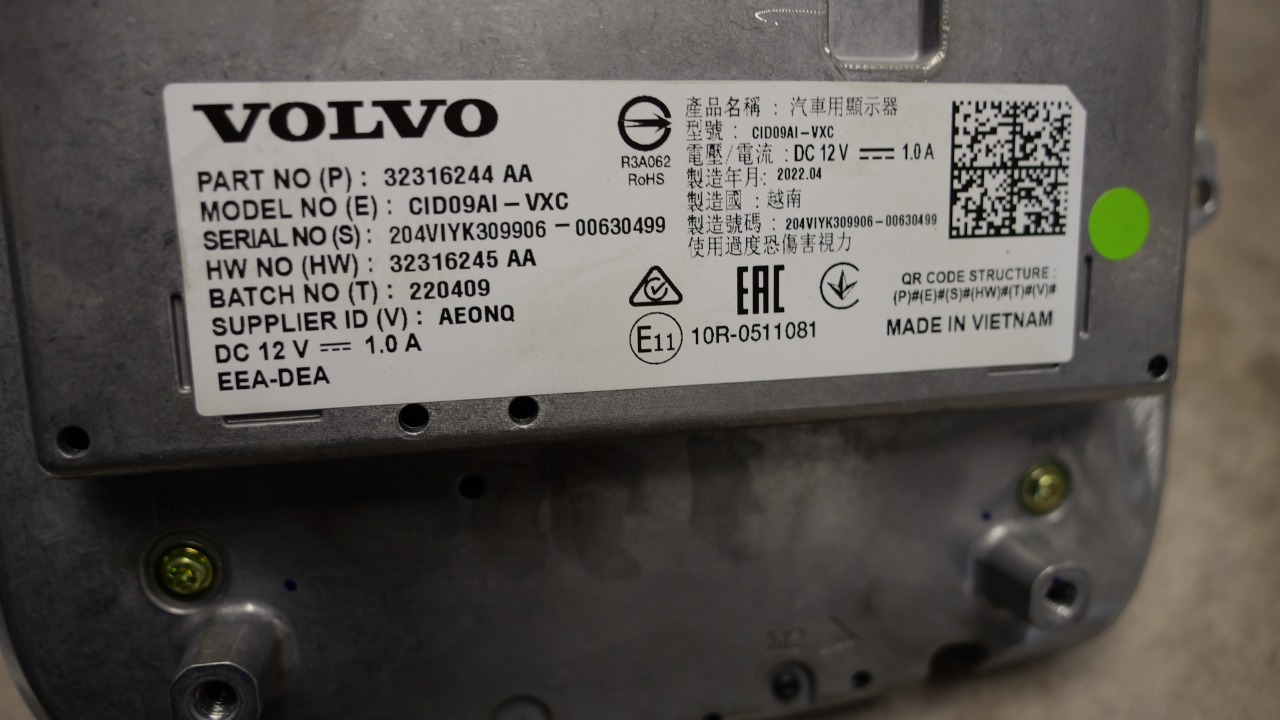 VOLVO
PART NO (P) : 32316244 AA
MODEL NO (E) : CID09AI-VXC
SERIAL NO (S) : 204VIYK309906-00630499
HW NO (HW) : 32316245 AA
BATCH NO (T) : 220409
SUPPLIER ID (V) : AEONQ
DC 12 V ⎓ 1.0 A
EEA-DEA
R3A062
RoHS
產品名稱 : 汽車用顯示器
型號 : CID09AI-VXC
電壓/電流 : DC 12 V ⎓ 1.0 A
製造年月: 2022.04
製造國 : 越南
製造號碼 : 204VIYK309906-00630499
使用過度恐傷害視力
EAC
E11 10R-0511081
QR CODE STRUCTURE :
(P)#(E)#(S)#(HW)#(T)#(V)#
MADE IN VIETNAM